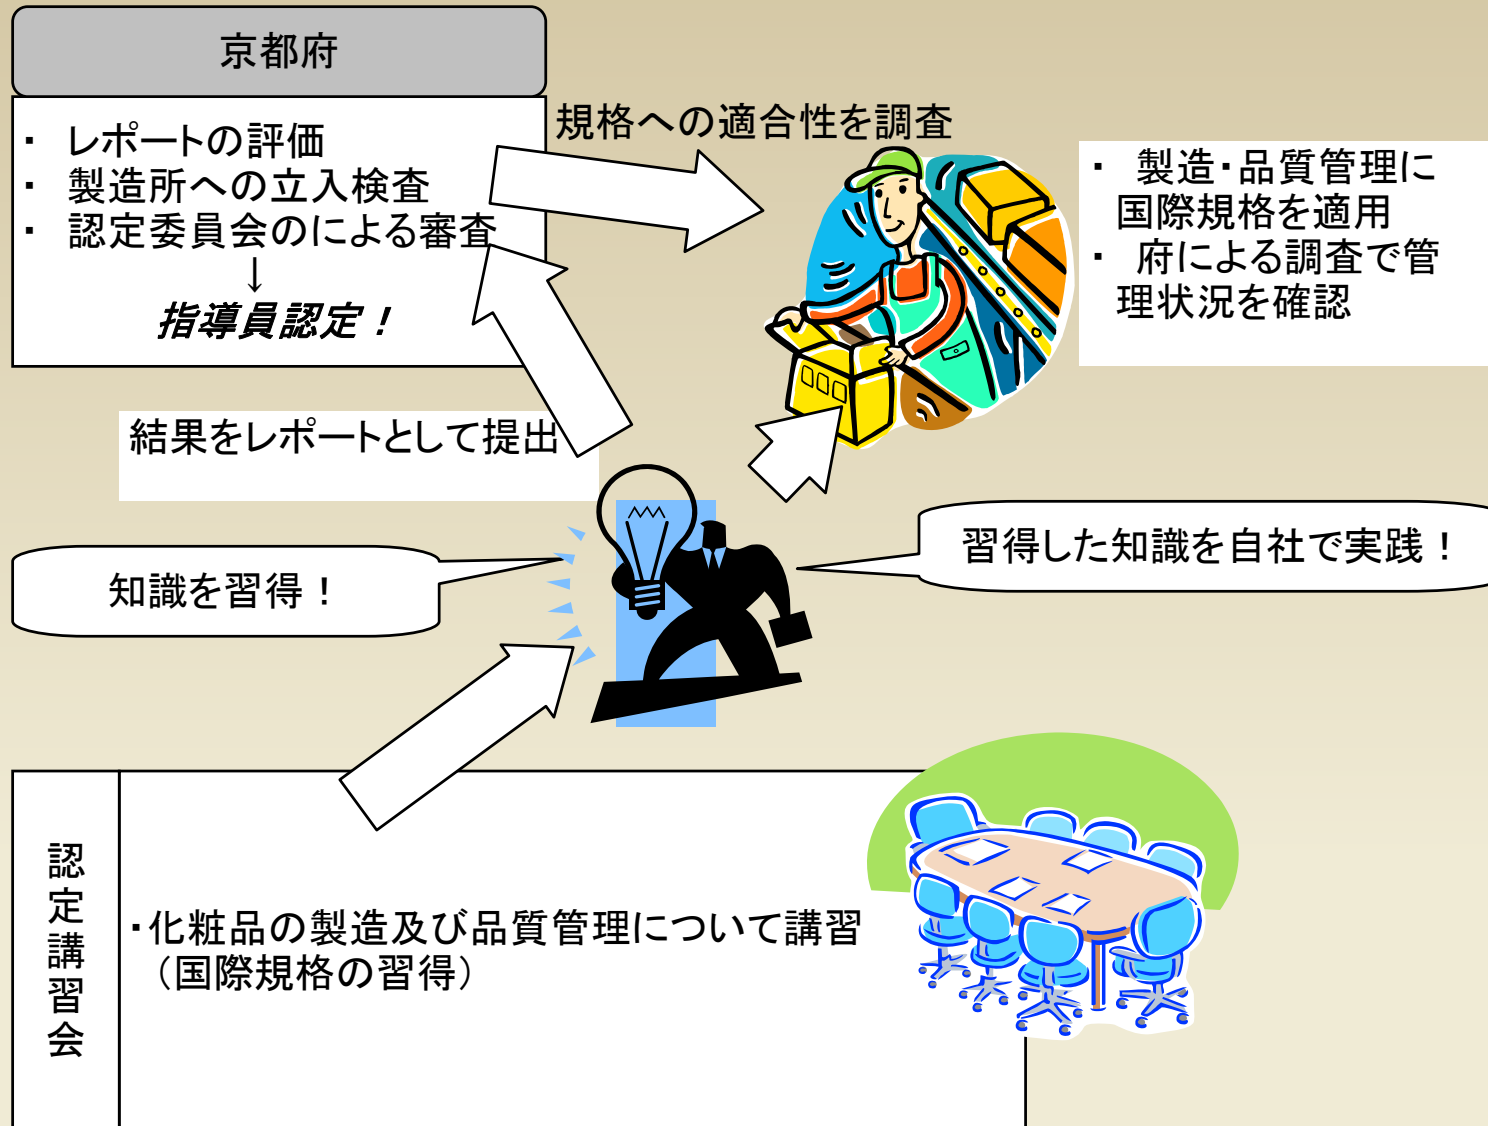 京都府
・ レポートの評価
・ 製造所への立入検査
・ 認定委員会のによる審査
↓
指導員認定！
規格への適合性を調査
・ 製造・品質管理に
国際規格を適用
・ 府による調査で管
理状況を確認
結果をレポートとして提出
知識を習得！
習得した知識を自社で実践！
認定講習会
・化粧品の製造及び品質管理について講習
（国際規格の習得）